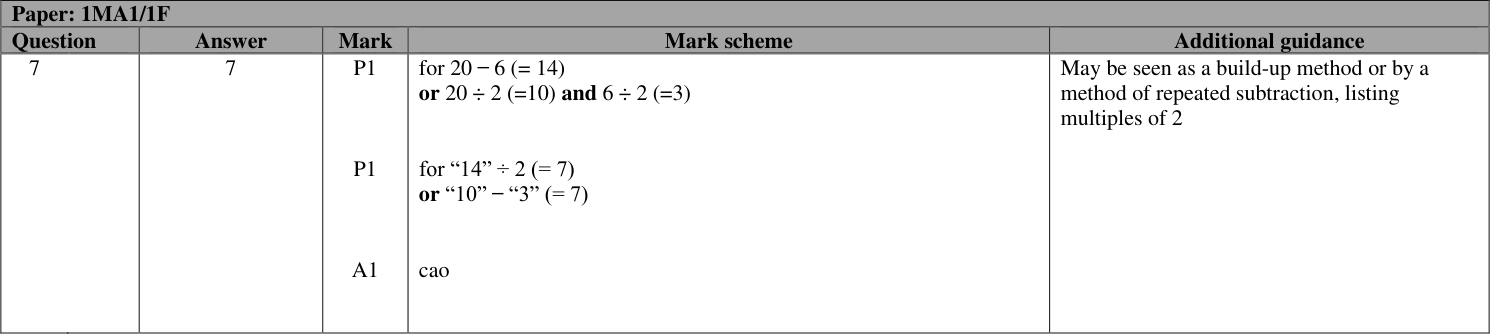 Paper: 1MA1/1F
Question Answer Mark Mark scheme Additional guidance
7 7 P1 for 20 − 6 (= 14) May be seen as a build-up method or by a
or 20 ÷ 2 (=10) and 6 ÷ 2 (=3) method of repeated subtraction, listing
multiples of 2
P1 for “14” ÷ 2 (= 7)
or “10” − “3” (= 7)
A1 cao